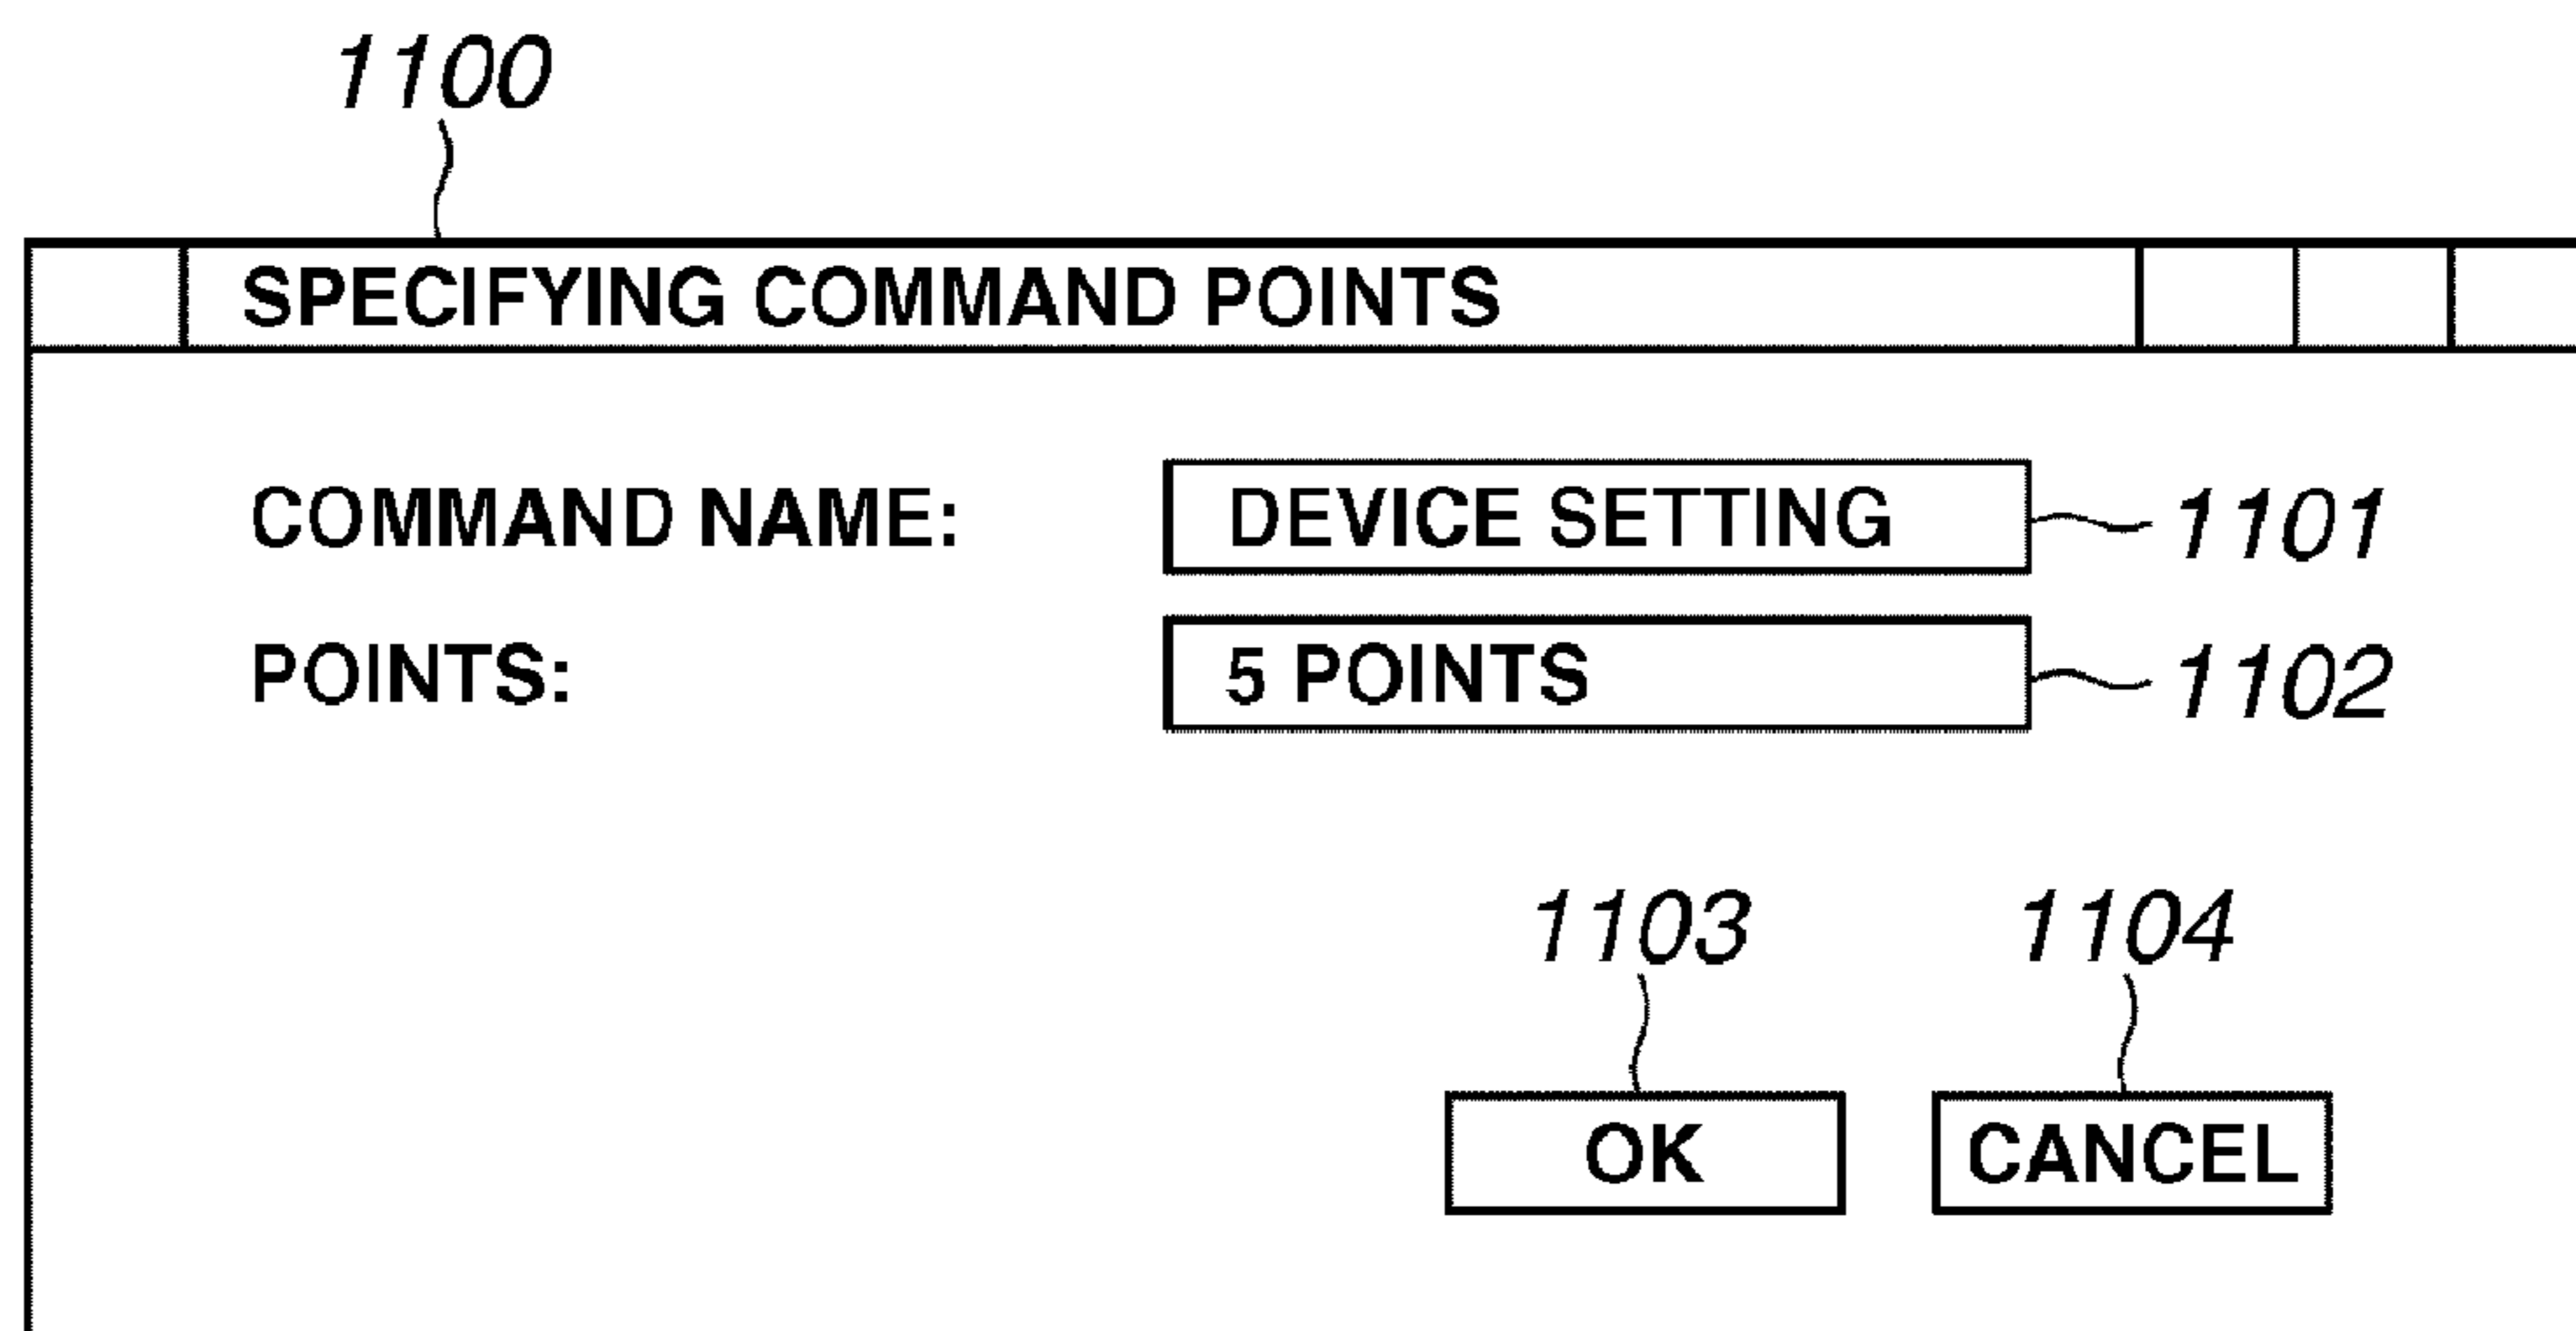 1100
SPECIFYING COMMAND POINTS
COMMAND NAME: DEVICE SETTING 1101
POINTS: 5 POINTS 1102
1103 1104
OK CANCEL